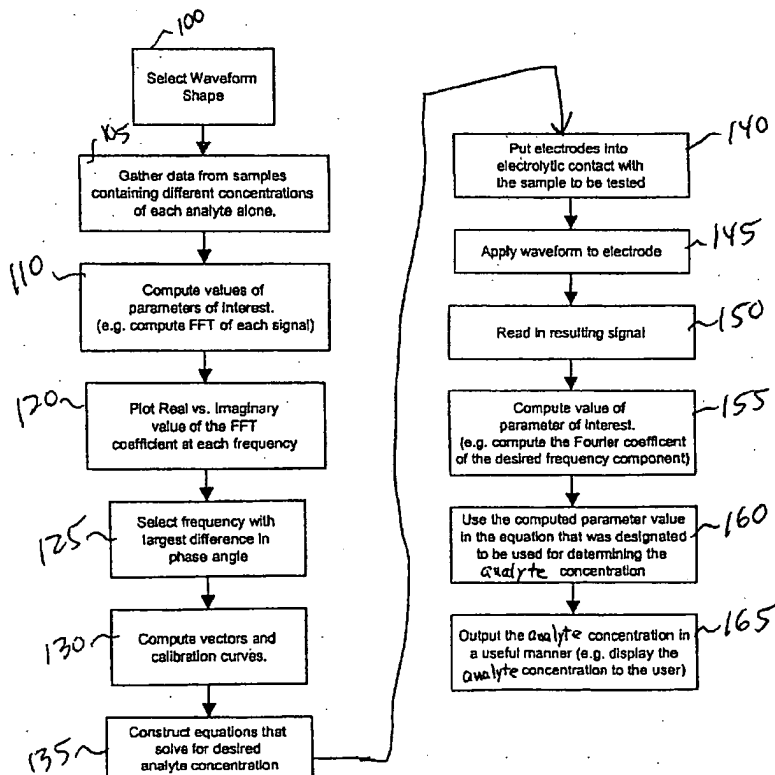 100
Select Waveform
Shape
105
Gather data from samples
containing different concentrations
of each analyte alone.
110
Compute values of
parameters of Interest.
(e.g. compute FFT of each signal)
120
Plot Real vs. Imaginary
value of the FFT
coefficient at each frequency
125
Select frequency with
largest difference in
phase angle
130
Compute vectors and
calibration curves.
135
Construct equations that
solve for desired
analyte concentration
140
Put electrodes into
electrolytic contact with
the sample to be tested
145
Apply waveform to electrode
150
Read in resulting signal
155
Compute value of
parameter of Interest.
(e.g. compute the Fourier coefficent
of the desired frequency component)
160
Use the computed parameter value
in the equation that was designated
to be used for determining the
analyte concentration
165
Output the analyte concentration in
a useful manner (e.g. display the
analyte concentration to the user)